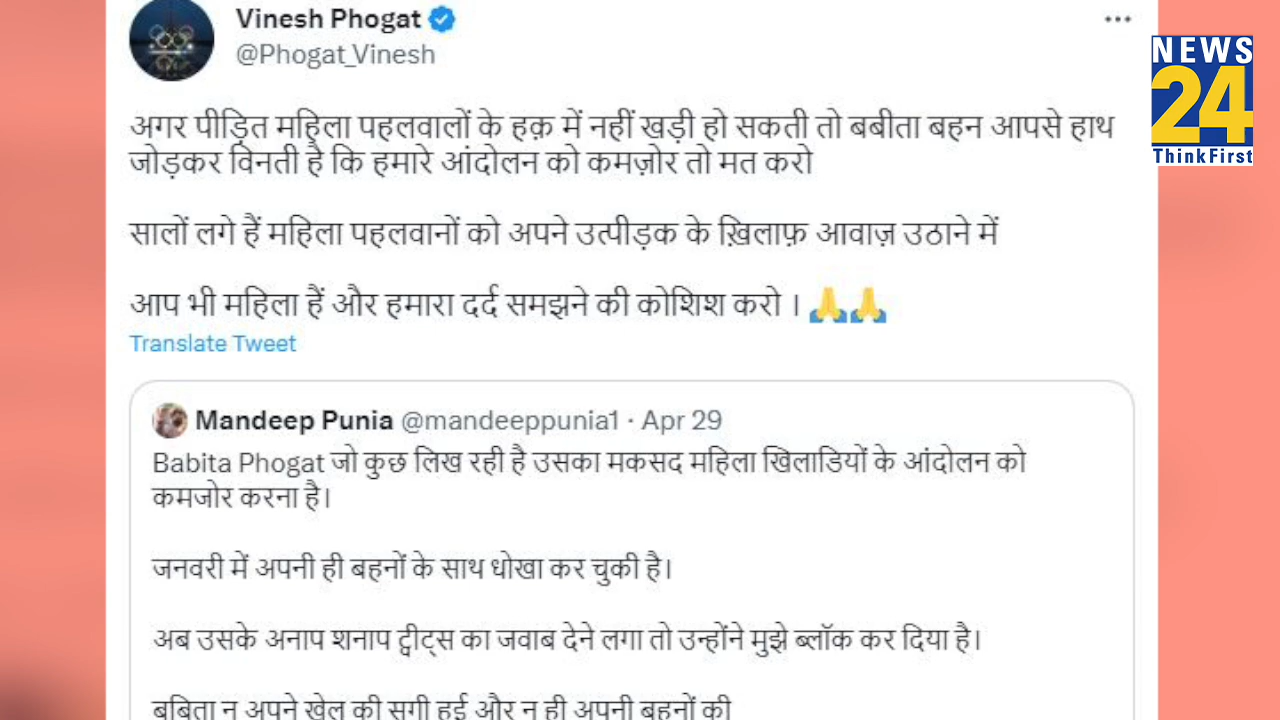 Vinesh Phogat
@Phogat_Vinesh
NEWS
24
ThinkFirst
अगर पीड़ित महिला पहलवालों के हक़ में नहीं खड़ी हो सकती तो बबीता बहन आपसे हाथ
जोड़कर विनती है कि हमारे आंदोलन को कमज़ोर तो मत करो
सालों लगे हैं महिला पहलवानों को अपने उत्पीड़क के ख़िलाफ़ आवाज़ उठाने में
आप भी महिला हैं और हमारा दर्द समझने की कोशिश करो । 🙏🙏
Translate Tweet
Mandeep Punia @mandeeppunia1 · Apr 29
Babita Phogat जो कुछ लिख रही है उसका मकसद महिला खिलाडियों के आंदोलन को
कमजोर करना है।
जनवरी में अपनी ही बहनों के साथ धोखा कर चुकी है।
अब उसके अनाप शनाप ट्वीट्स का जवाब देने लगा तो उन्होंने मुझे ब्लॉक कर दिया है।
बबिता न अपने खेल की सगी हुई और न ही अपनी बहनों की